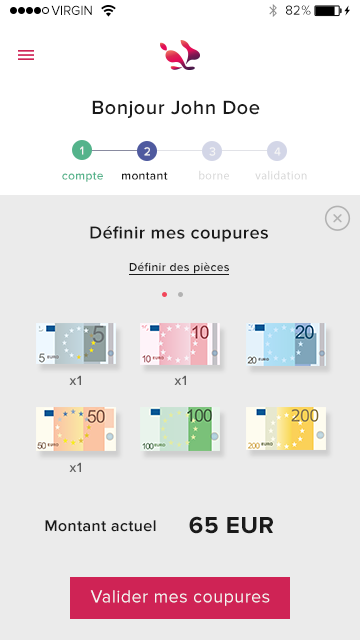 VIRGIN 82%
Bonjour John Doe
1 2 3 4
compte montant borne validation
Définir mes coupures
Définir des pièces
5 5 EURO 10 10 EURO 20 20 EURO
x1 x1
50 50 EURO 100 100 EURO 200 200 EURO
x1
Montant actuel 65 EUR
Valider mes coupures